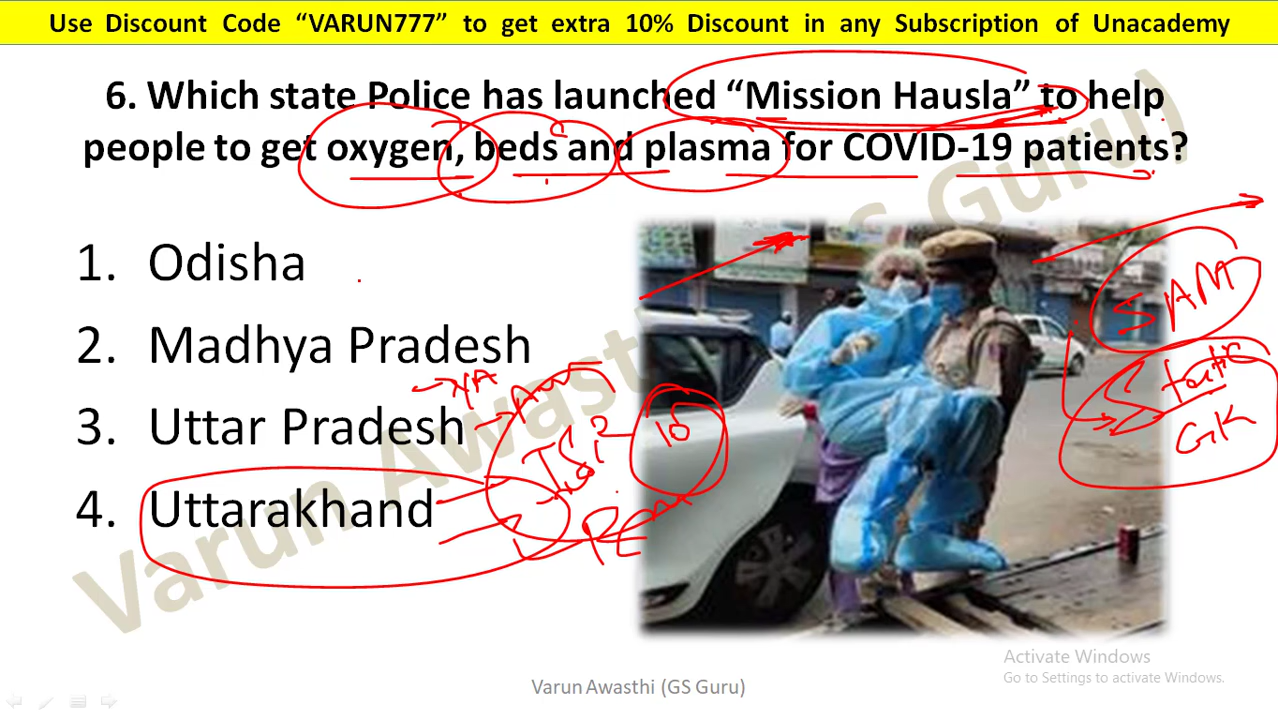 Use Discount Code “VARUN777” to get extra 10% Discount in any Subscription of Unacademy
6. Which state Police has launched “Mission Hausla” to help
people to get oxygen, beds and plasma for COVID-19 patients?
1. Odisha
2. Madhya Pradesh
3. Uttar Pradesh
4. Uttarakhand
10
SAM
Static
GK
Varun Awasthi (GS Guru)
Activate Windows
Go to Settings to activate Windows.
Varun Awasthi (GS Guru)